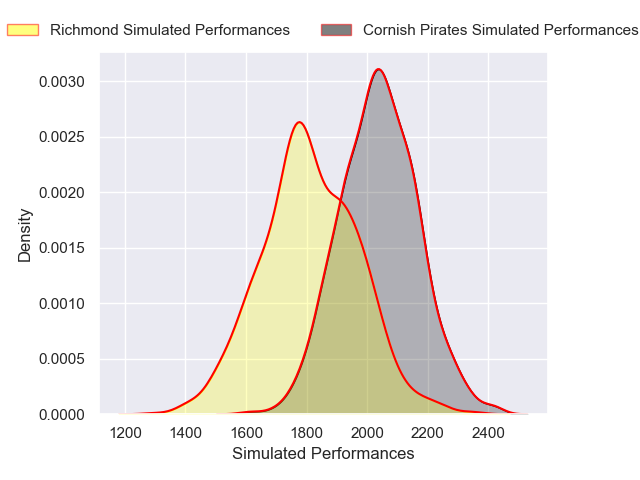 Richmond Simulated Performances Cornish Pirates Simulated Performances
0.0030
0.0025
0.0020
0.0015
0.0010
0.0005
0.0000
Density
1200 1400 1600 1800 2000 2200 2400
Simulated Performances